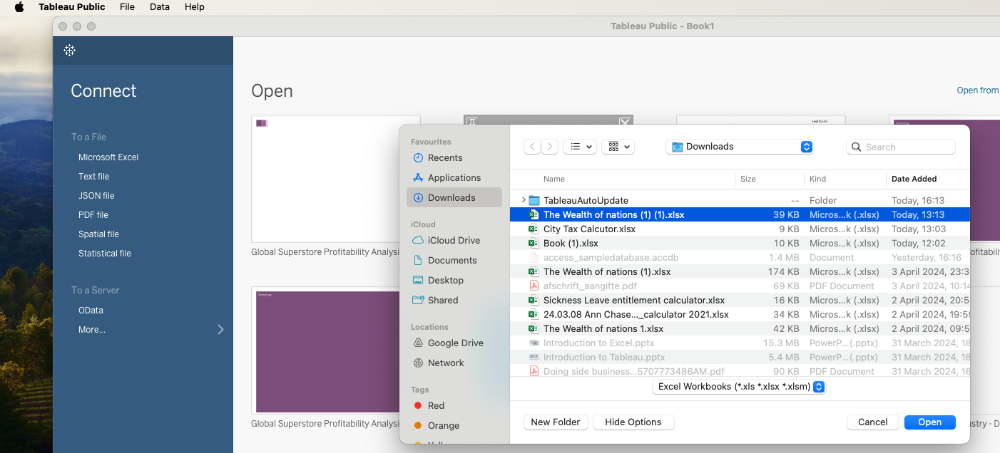 Tableau Public File Data Help
Tableau Public - Book1
Connect
Open
Open from
To a File
Microsoft Excel
Text file
JSON file
PDF file
Spatial file
Statistical file
To a Server
OData
More...
Technology
Global Superstore Profitability Analysi
ofitabili
Technology
Global Superstore Profitability Analysi
stry - D
Favourites
Recents
Applications
Downloads
iCloud
iCloud Drive
Documents
Desktop
Shared
Locations
Google Drive
Network
Tags
Red
Orange
Downloads
Search
Name Size Kind Date Added
TableauAutoUpdate -- Folder Today, 16:13
The Wealth of nations (1) (1).xlsx 39 KB Micros...k (.xlsx) Today, 13:13
City Tax Calcutor.xlsx 9 KB Micros...k (.xlsx) Today, 13:03
Book (1).xlsx 10 KB Micros...k (.xlsx) Today, 12:02
access_sampledatabase.accdb 1.4 MB Document Yesterday, 16:16
The Wealth of nations (1).xlsx 174 KB Micros...k (.xlsx) 3 April 2024, 23:3
afschrift_aangifte.pdf 69 KB PDF Document 3 April 2024, 10:14
Sickness Leave entitlement calculator.xlsx 16 KB Micros...k (.xlsx) 2 April 2024, 20:5
24.03.08 Ann Chase..._calculator 2021.xlsx 34 KB Micros...k (.xlsx) 2 April 2024, 19:59
The Wealth of nations 1.xlsx 42 KB Micros...k (.xlsx) 2 April 2024, 09:5
Introduction to Excel.pptx 15.3 MB PowerP...(.pptx) 31 March 2024, 18
Introduction to Tableau.pptx 5.4 MB PowerP...(.pptx) 31 March 2024, 18
Doing side business...5707773486AM.pdf 90 KB PDF Document 31 March 2024, 16
Excel Workbooks (*.xls *.xlsx *.xlsm)
New Folder Hide Options Cancel Open